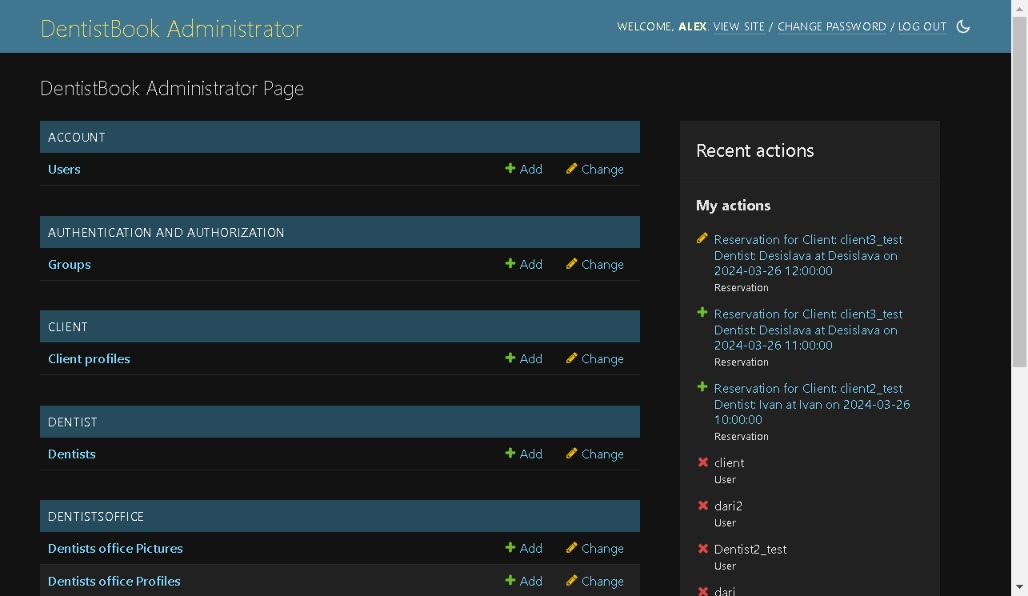 DentistBook Administrator
WELCOME, ALEX. VIEW SITE / CHANGE PASSWORD / LOG OUT
DentistBook Administrator Page
ACCOUNT
Users Add Change
AUTHENTICATION AND AUTHORIZATION
Groups Add Change
CLIENT
Client profiles Add Change
DENTIST
Dentists Add Change
DENTISTSOFFICE
Dentists office Pictures Add Change
Dentists office Profiles Add Change
Recent actions
My actions
Reservation for Client: client3_test
Dentist: Desislava at Desislava on
2024-03-26 12:00:00
Reservation
Reservation for Client: client3_test
Dentist: Desislava at Desislava on
2024-03-26 11:00:00
Reservation
Reservation for Client: client2_test
Dentist: Ivan at Ivan on 2024-03-26
10:00:00
Reservation
client
User
dari2
User
Dentist2_test
User
dari